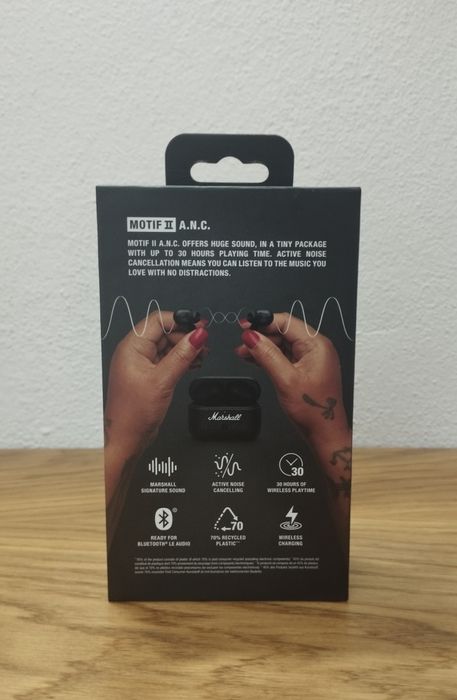 MOTIF II A.N.C.
MOTIF II A.N.C. OFFERS HUGE SOUND, IN A TINY PACKAGE
WITH UP TO 30 HOURS PLAYING TIME. ACTIVE NOISE
CANCELLATION MEANS YOU CAN LISTEN TO THE MUSIC YOU
LOVE WITH NO DISTRACTIONS.
Marshall
30
MARSHALL
SIGNATURE SOUND
ACTIVE NOISE
CANCELLING
30 HOURS OF
WIRELESS PLAYTIME
70
READY FOR
BLUETOOTH® LE AUDIO
70% RECYCLED
PLASTIC
WIRELESS
CHARGING